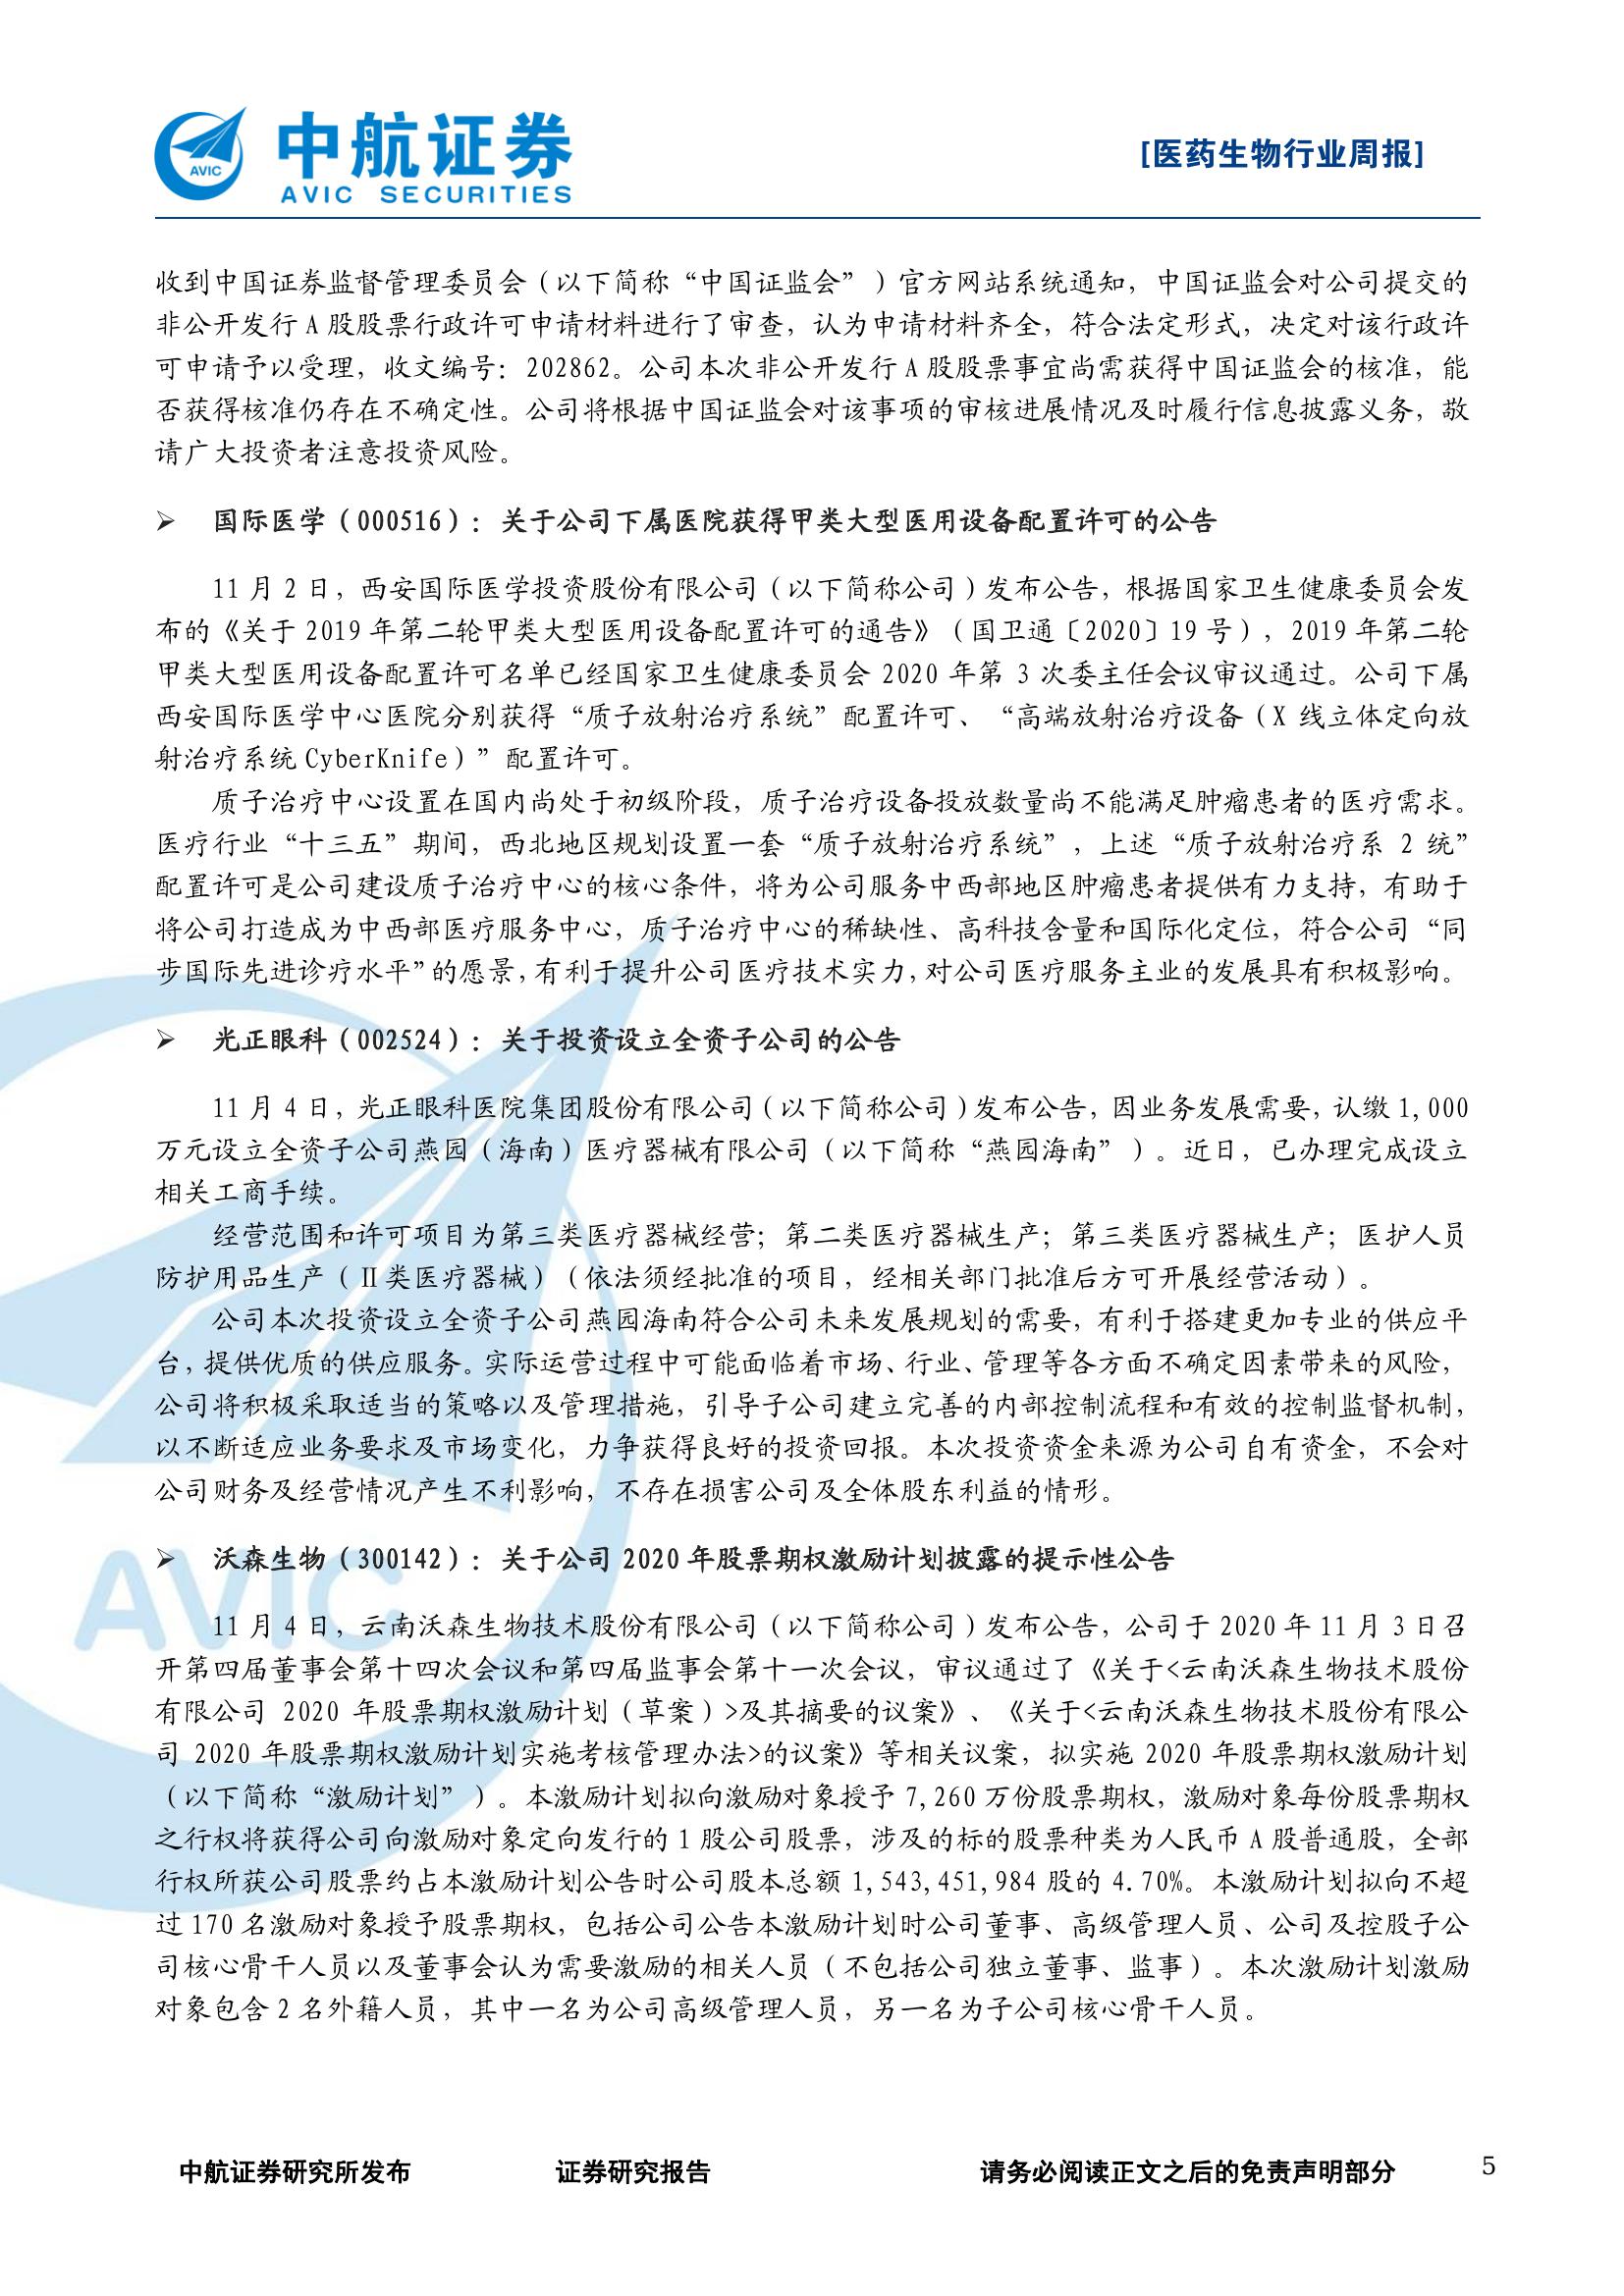 中航证券
AVIC
AVIC SECURITIES
[医药生物行业周报]
收到中国证券监督管理委员会（以下简称“中国证监会”）官方网站系统通知，中国证监会对公司提交的
非公开发行 A 股股票行政许可申请材料进行了审查，认为申请材料齐全，符合法定形式，决定对该行政许
可申请予以受理，收文编号：202862。公司本次非公开发行 A 股股票事宜尚需获得中国证监会的核准，能
否获得核准仍存在不确定性。公司将根据中国证监会对该事项的审核进展情况及时履行信息披露义务，敬
请广大投资者注意投资风险。
➢ 国际医学（000516）：关于公司下属医院获得甲类大型医用设备配置许可的公告
11 月 2 日，西安国际医学投资股份有限公司（以下简称公司）发布公告，根据国家卫生健康委员会发
布的《关于 2019 年第二轮甲类大型医用设备配置许可的通告》（国卫通〔2020〕19 号），2019 年第二轮
甲类大型医用设备配置许可名单已经国家卫生健康委员会 2020 年第 3 次委主任会议审议通过。公司下属
西安国际医学中心医院分别获得“质子放射治疗系统”配置许可、“高端放射治疗设备（X 线立体定向放
射治疗系统 CyberKnife）”配置许可。
质子治疗中心设置在国内尚处于初级阶段，质子治疗设备投放数量尚不能满足肿瘤患者的医疗需求。
医疗行业“十三五”期间，西北地区规划设置一套“质子放射治疗系统”，上述“质子放射治疗系 2 统”
配置许可是公司建设质子治疗中心的核心条件，将为公司服务中西部地区肿瘤患者提供有力支持，有助于
将公司打造成为中西部医疗服务中心，质子治疗中心的稀缺性、高科技含量和国际化定位，符合公司“同
步国际先进诊疗水平”的愿景，有利于提升公司医疗技术实力，对公司医疗服务主业的发展具有积极影响。
➢ 光正眼科（002524）：关于投资设立全资子公司的公告
11 月 4 日，光正眼科医院集团股份有限公司（以下简称公司）发布公告，因业务发展需要，认缴 1,000
万元设立全资子公司燕园（海南）医疗器械有限公司（以下简称“燕园海南”）。近日，已办理完成设立
相关工商手续。
经营范围和许可项目为第三类医疗器械经营；第二类医疗器械生产；第三类医疗器械生产；医护人员
防护用品生产（Ⅱ类医疗器械）（依法须经批准的项目，经相关部门批准后方可开展经营活动）。
公司本次投资设立全资子公司燕园海南符合公司未来发展规划的需要，有利于搭建更加专业的供应平
台，提供优质的供应服务。实际运营过程中可能面临着市场、行业、管理等各方面不确定因素带来的风险，
公司将积极采取适当的策略以及管理措施，引导子公司建立完善的内部控制流程和有效的控制监督机制，
以不断适应业务要求及市场变化，力争获得良好的投资回报。本次投资资金来源为公司自有资金，不会对
公司财务及经营情况产生不利影响，不存在损害公司及全体股东利益的情形。
➢ 沃森生物（300142）：关于公司 2020 年股票期权激励计划披露的提示性公告
11 月 4 日，云南沃森生物技术股份有限公司（以下简称公司）发布公告，公司于 2020 年 11 月 3 日召
开第四届董事会第十四次会议和第四届监事会第十一次会议，审议通过了《关于<云南沃森生物技术股份
有限公司 2020 年股票期权激励计划（草案）>及其摘要的议案》、《关于<云南沃森生物技术股份有限公
司 2020 年股票期权激励计划实施考核管理办法>的议案》等相关议案，拟实施 2020 年股票期权激励计划
（以下简称“激励计划”）。本激励计划拟向激励对象授予 7,260 万份股票期权，激励对象每份股票期权
之行权将获得公司向激励对象定向发行的 1 股公司股票，涉及的标的股票种类为人民币 A 股普通股，全部
行权所获公司股票约占本激励计划公告时公司股本总额 1,543,451,984 股的 4.70%。本激励计划拟向不超
过 170 名激励对象授予股票期权，包括公司公告本激励计划时公司董事、高级管理人员、公司及控股子公
司核心骨干人员以及董事会认为需要激励的相关人员（不包括公司独立董事、监事）。本次激励计划激励
对象包含 2 名外籍人员，其中一名为公司高级管理人员，另一名为子公司核心骨干人员。
AVIC
中航证券研究所发布 证券研究报告 请务必阅读正文之后的免责声明部分 5